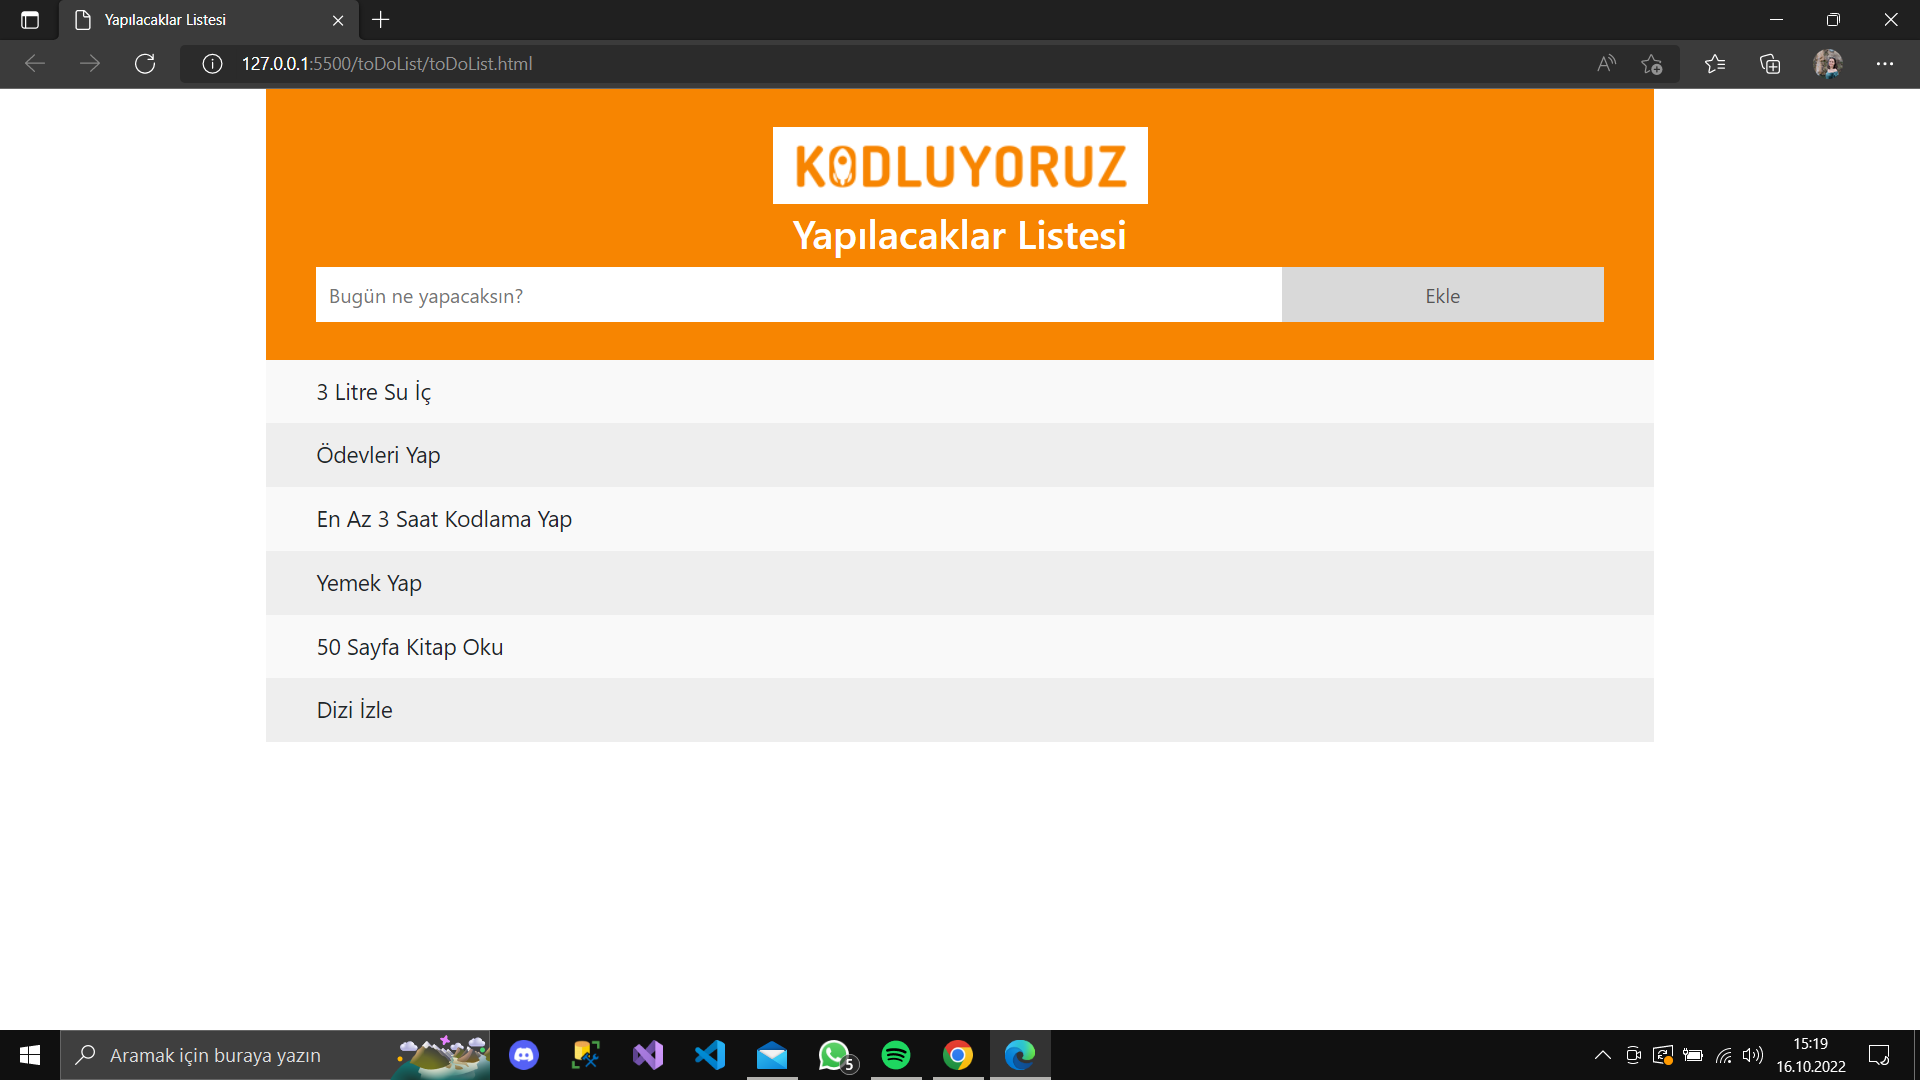 Yapılacaklar Listesi
127.0.0.1:5500/toDoList/toDoList.html
KODLUYORUZ
Yapılacaklar Listesi
Bugün ne yapacaksın?
Ekle
3 Litre Su İç
Ödevleri Yap
En Az 3 Saat Kodlama Yap
Yemek Yap
50 Sayfa Kitap Oku
Dizi İzle
Aramak için buraya yazın
5
15:19
16.10.2022